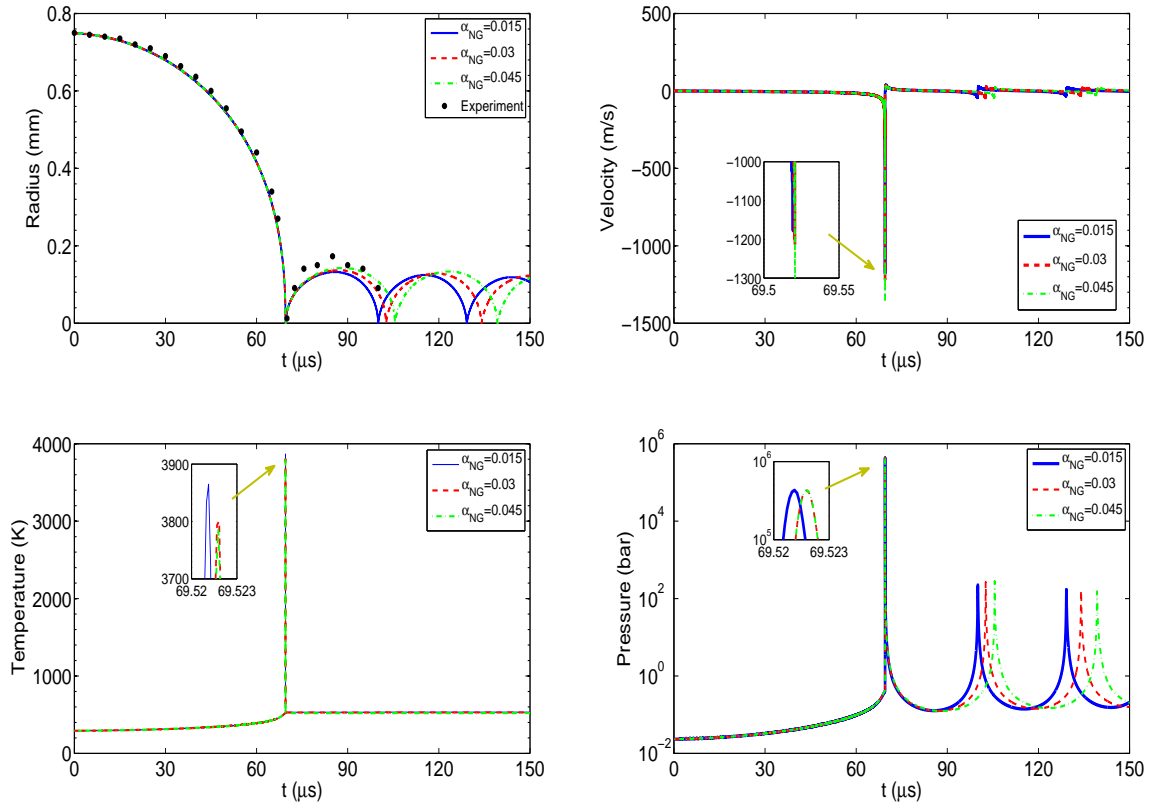 0.8
0.6
0.4
0.2
0
Radius (mm)
0 30 60 90 120 150
t (μs)
α_NG=0.015
α_NG=0.03
α_NG=0.045
Experiment
500
0
−500
−1000
−1500
Velocity (m/s)
0 30 60 90 120 150
t (μs)
−1000
−1100
−1200
−1300
69.5 69.55
α_NG=0.015
α_NG=0.03
α_NG=0.045
4000
3200
2400
1600
800
0
Temperature (K)
0 30 60 90 120 150
t (μs)
3900
3800
3700
69.52 69.523
α_NG=0.015
α_NG=0.03
α_NG=0.045
10^6
10^4
10^2
10^0
10^−2
Pressure (bar)
0 30 60 90 120 150
t (μs)
10^6
10^5
69.52 69.523
α_NG=0.015
α_NG=0.03
α_NG=0.045